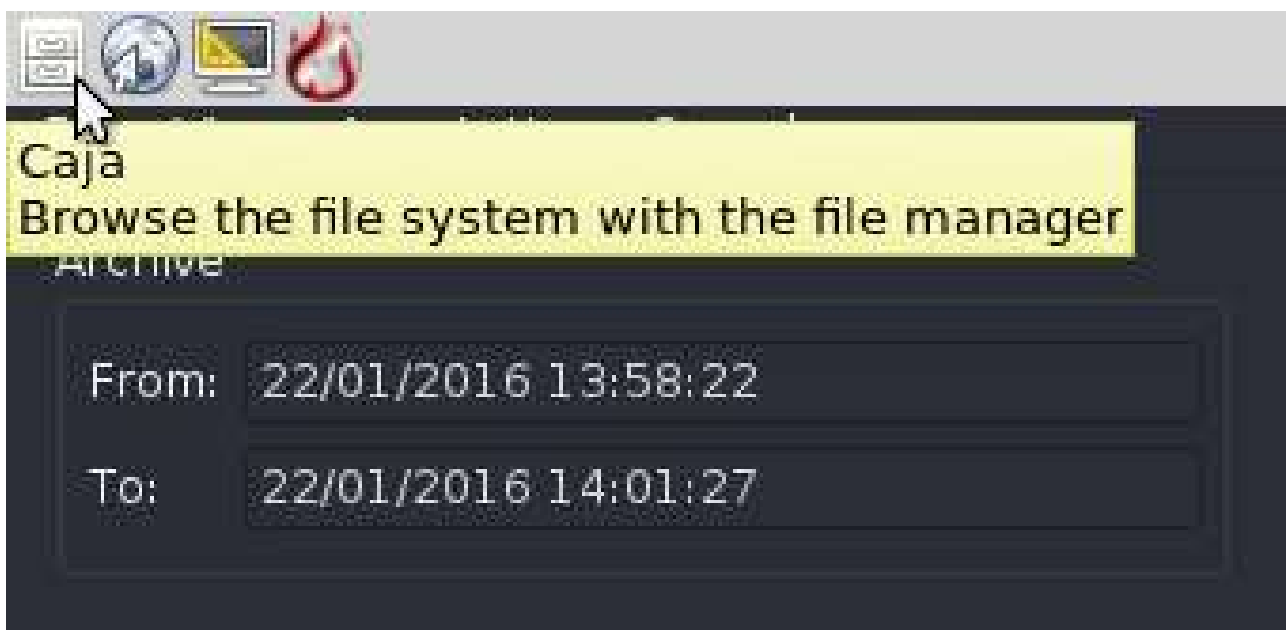 Caja
Browse the file system with the file manager
Archive
From: 22/01/2016 13:58:22
To: 22/01/2016 14:01:27